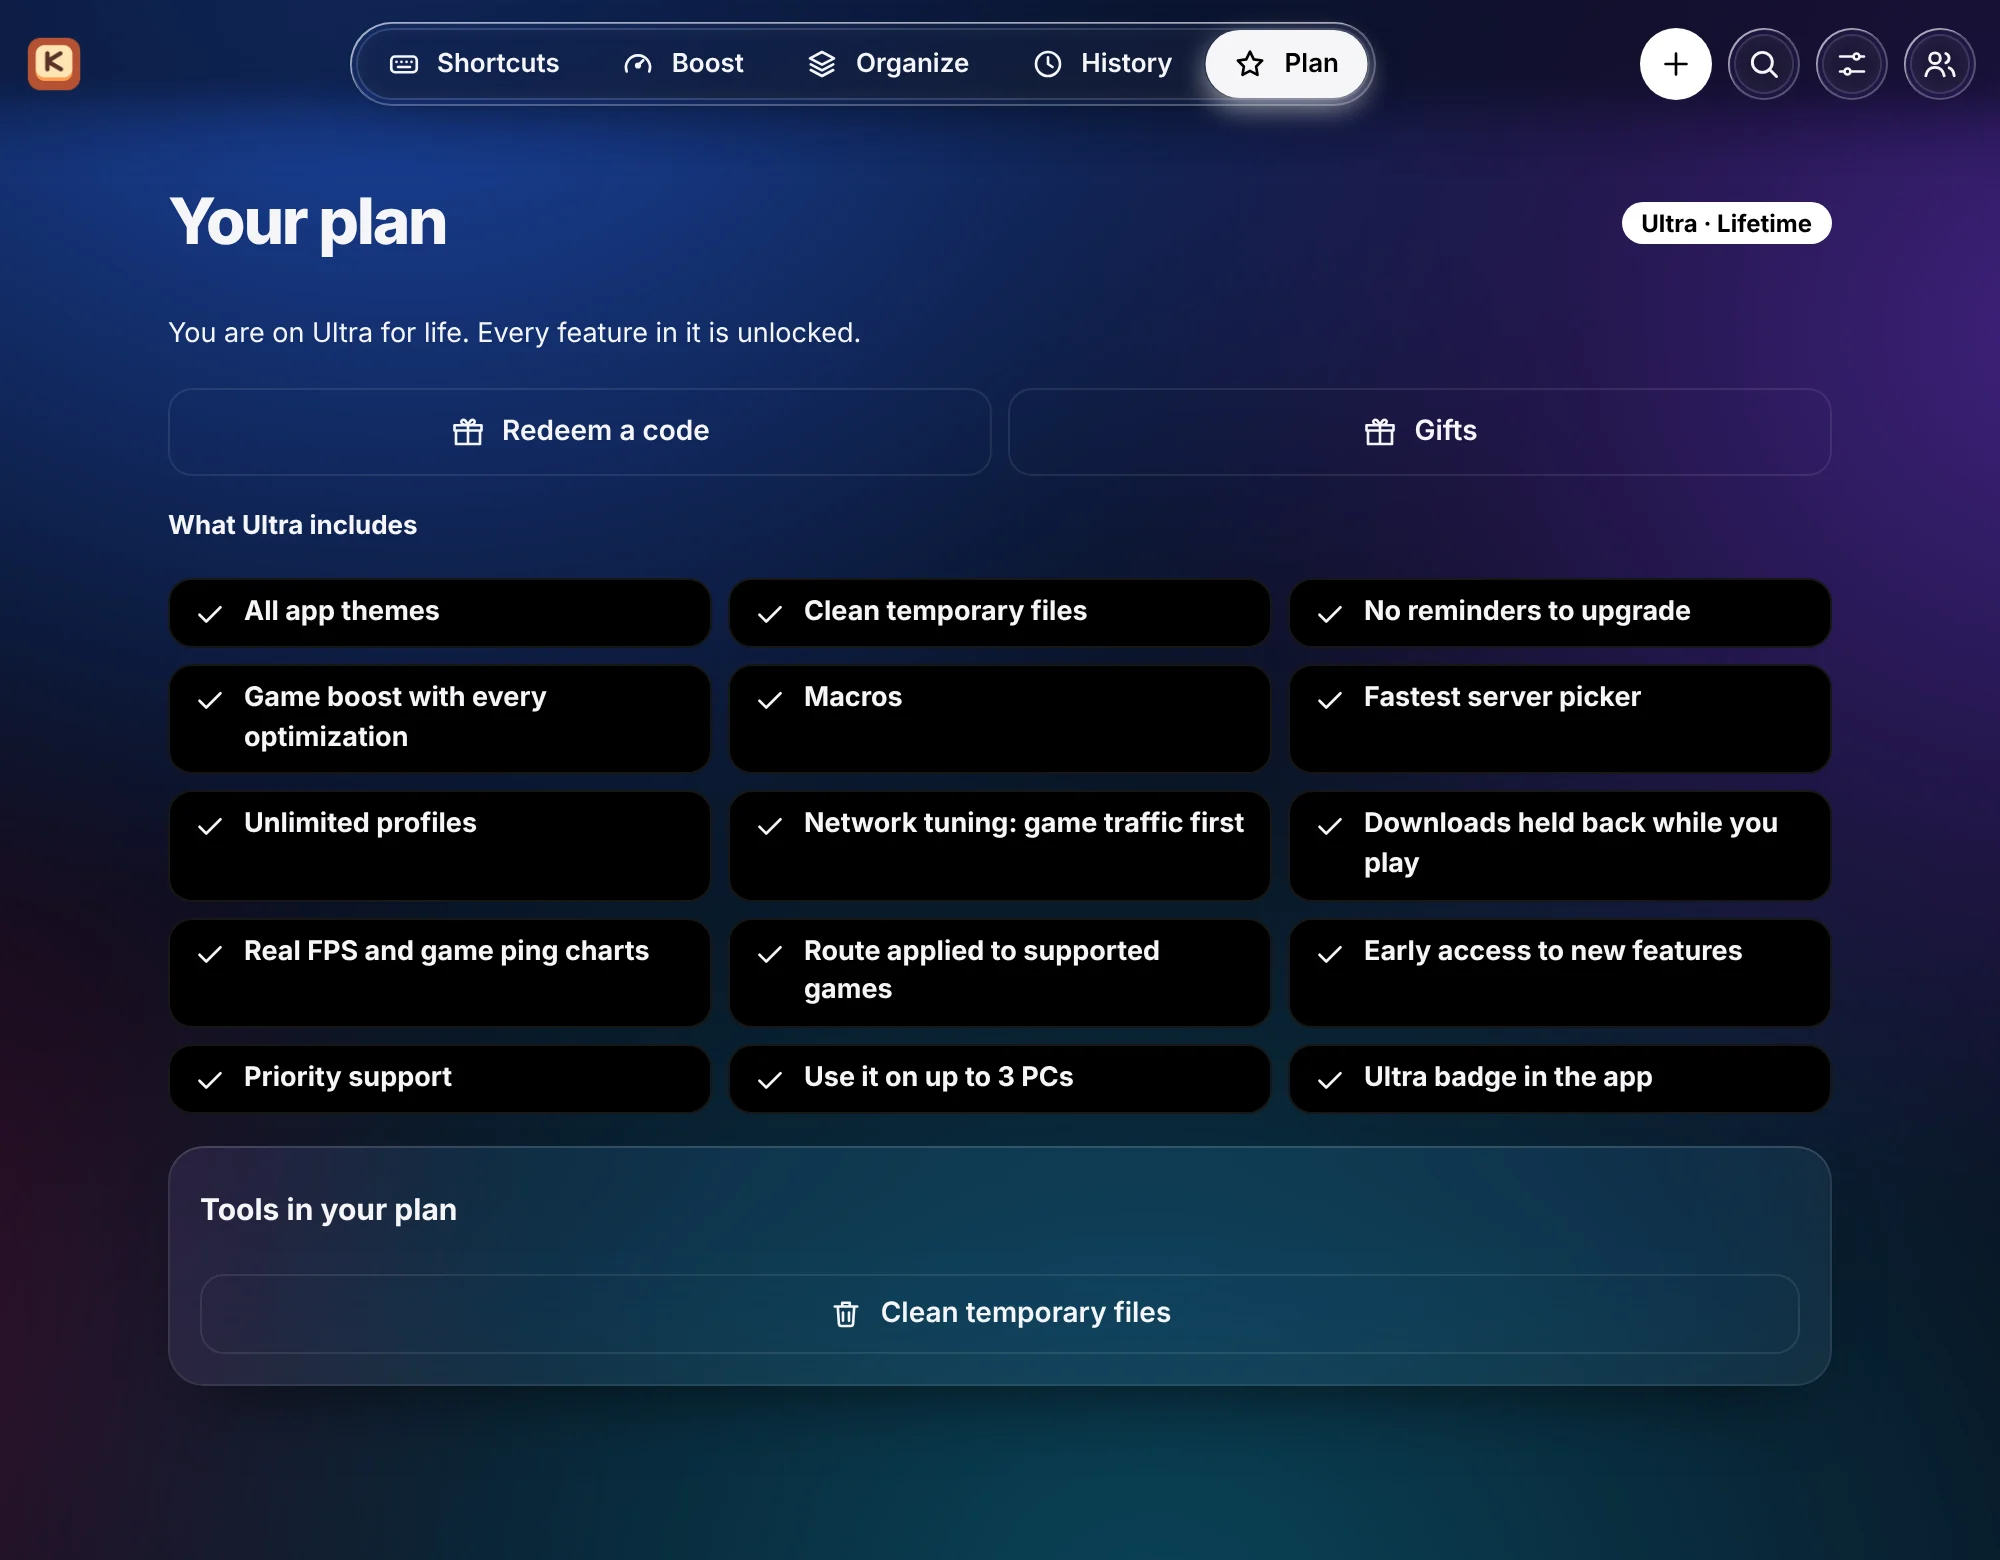 K
Shortcuts
Boost
Organize
History
Plan
Your plan
Ultra · Lifetime
You are on Ultra for life. Every feature in it is unlocked.
Redeem a code
Gifts
What Ultra includes
All app themes
Clean temporary files
No reminders to upgrade
Game boost with every
optimization
Macros
Fastest server picker
Unlimited profiles
Network tuning: game traffic first
Downloads held back while you
play
Real FPS and game ping charts
Route applied to supported
games
Early access to new features
Priority support
Use it on up to 3 PCs
Ultra badge in the app
Tools in your plan
Clean temporary files